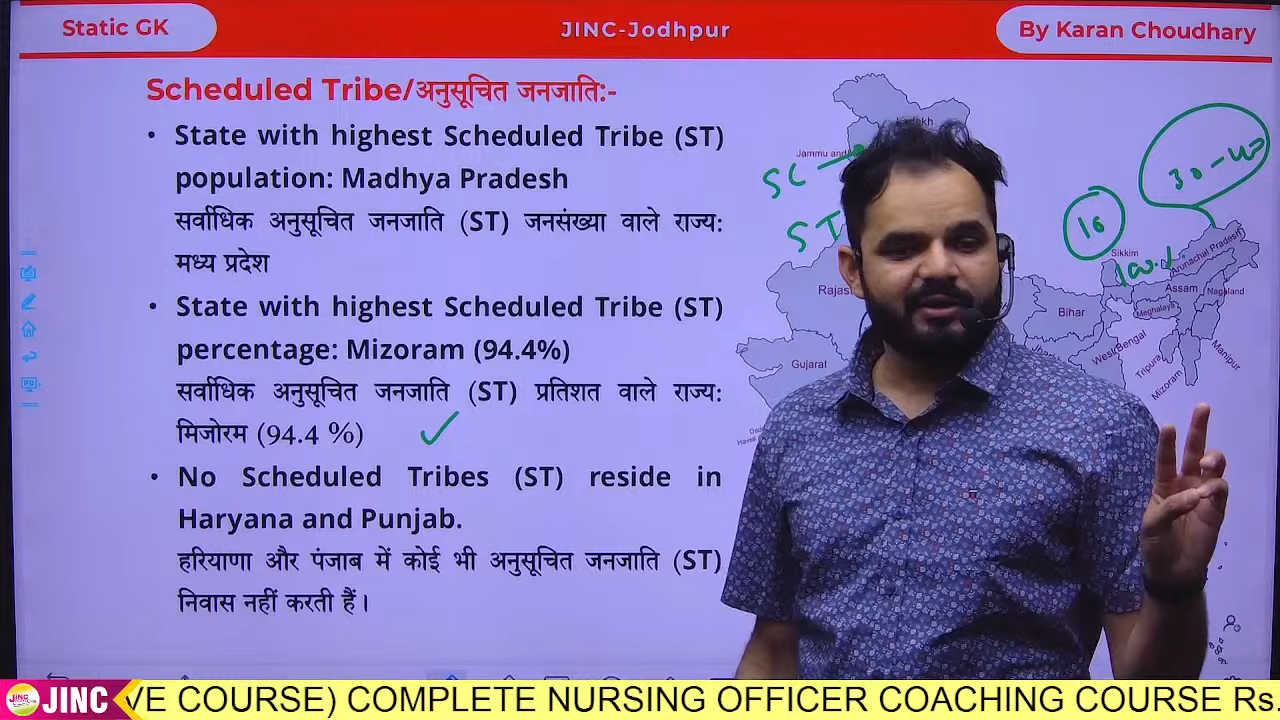 Static GK
JINC-Jodhpur
By Karan Choudhary
Scheduled Tribe/अनुसूचित जनजाति:-
• State with highest Scheduled Tribe (ST)
population: Madhya Pradesh
सर्वाधिक अनुसूचित जनजाति (ST) जनसंख्या वाले राज्य:
मध्य प्रदेश
• State with highest Scheduled Tribe (ST)
percentage: Mizoram (94.4%)
सर्वाधिक अनुसूचित जनजाति (ST) प्रतिशत वाले राज्य:
मिजोरम (94.4 %)
• No Scheduled Tribes (ST) reside in
Haryana and Punjab.
हरियाणा और पंजाब में कोई भी अनुसूचित जनजाति (ST)
निवास नहीं करती हैं।
Jammu and
SC
ST
30-40
16
Sikkim
Arunachal Pradesh
Assam
Nagaland
Meghalaya
Bihar
West Bengal
Tripura
Mizoram
Manipur
Gujarat
JINC
VE COURSE) COMPLETE NURSING OFFICER COACHING COURSE Rs.